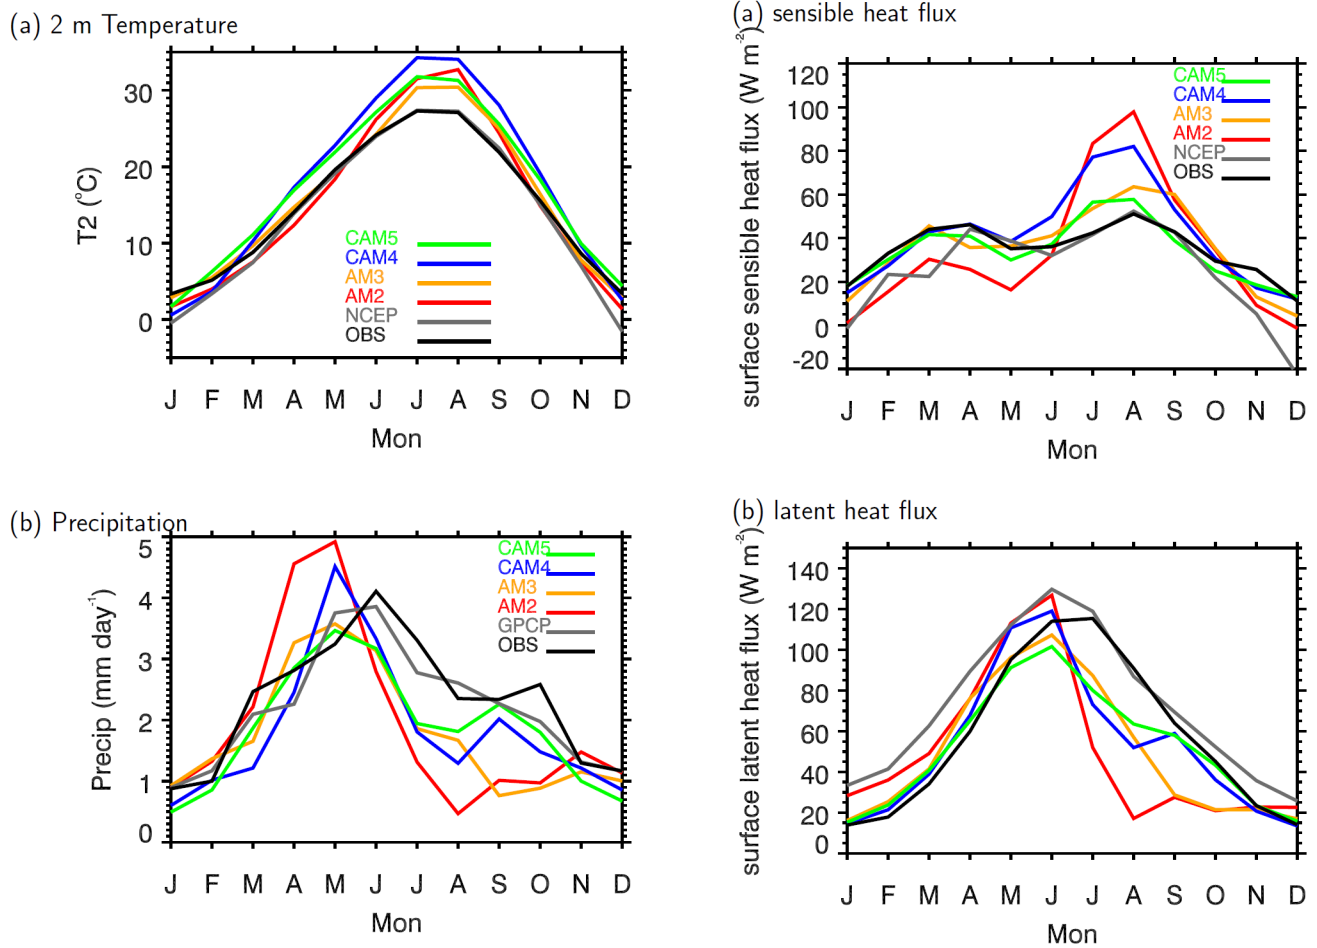 (a) 2 m Temperature
T2 (°C)
30
20
10
0
CAM5
CAM4
AM3
AM2
NCEP
OBS
J F M A M J J A S O N D
Mon
(a) sensible heat flux
surface sensible heat flux (W m-2)
120
100
80
60
40
20
0
-20
CAM5
CAM4
AM3
AM2
NCEP
OBS
J F M A M J J A S O N D
Mon
(b) Precipitation
Precip (mm day-1)
5
4
3
2
1
0
CAM5
CAM4
AM3
AM2
GPCP
OBS
J F M A M J J A S O N D
Mon
(b) latent heat flux
surface latent heat flux (W m-2)
140
120
100
80
60
40
20
0
J F M A M J J A S O N D
Mon